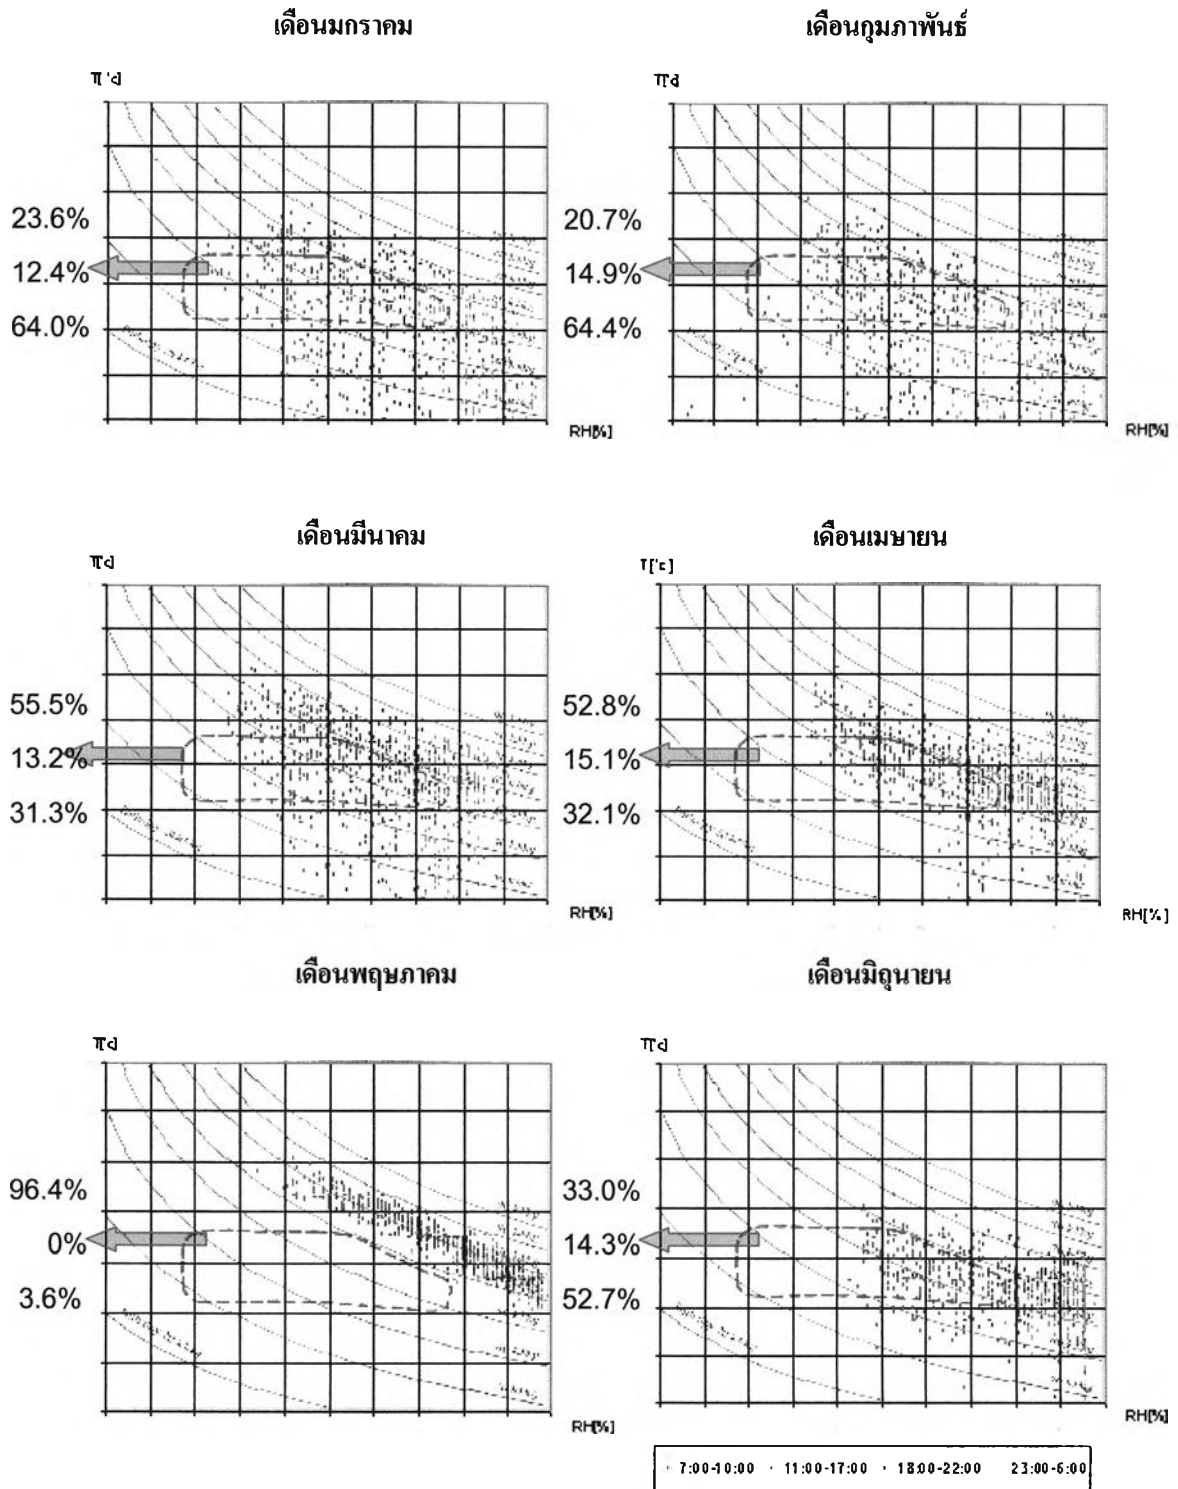 เดือนมกราคม
เดือนกุมภาพันธ์
23.6%
12.4%
64.0%
RH[%]
20.7%
14.9%
64.4%
RH[%]
เดือนมีนาคม
เดือนเมษายน
T[°c]
55.5%
13.2%
31.3%
RH[%]
52.8%
15.1%
32.1%
RH[%]
เดือนพฤษภาคม
เดือนมิถุนายน
96.4%
0%
3.6%
RH[%]
33.0%
14.3%
52.7%
RH[%]
7:00-10:00 11:00-17:00 18:00-22:00 23:00-6:00